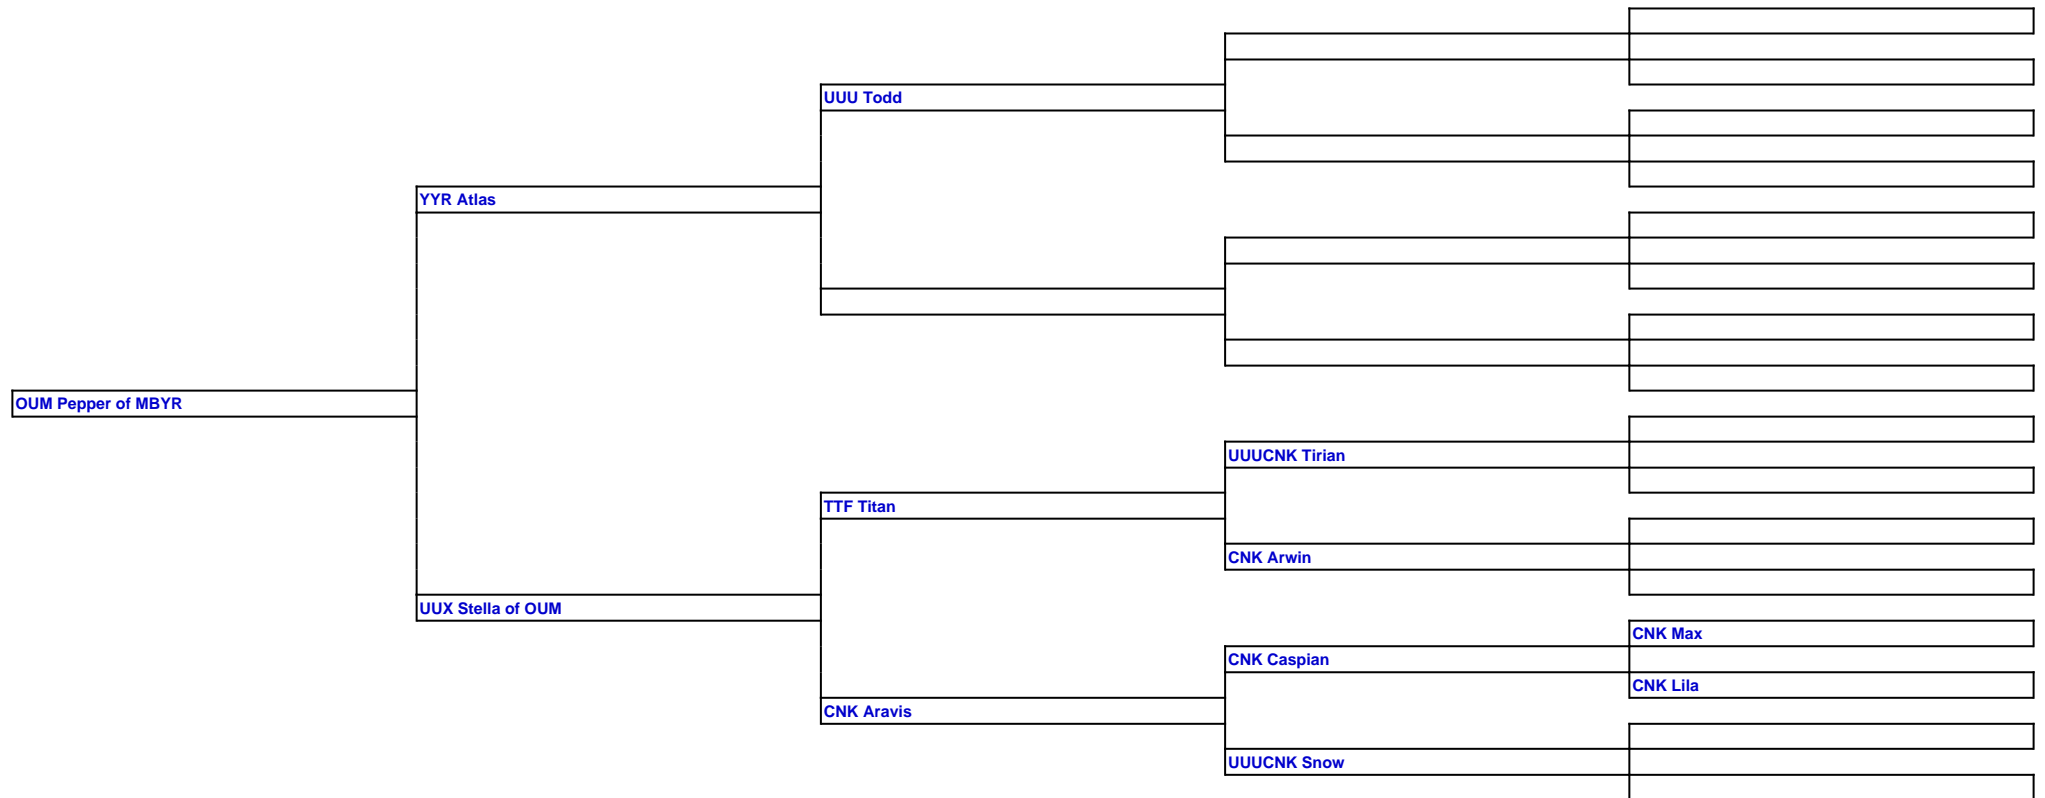 UUU Todd
YYR Atlas
OUM Pepper of MBYR
UUUCNK Tirian
TTF Titan
CNK Arwin
UUX Stella of OUM
CNK Max
CNK Caspian
CNK Lila
CNK Aravis
UUUCNK Snow